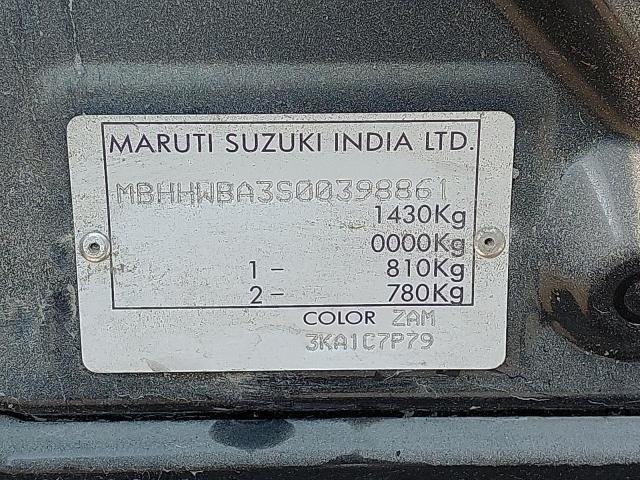 MARUTI SUZUKI INDIA LTD.
MBHHWBA3S00398861
1430Kg
0000Kg
1 - 810Kg
2 - 780Kg
COLOR ZAM
3KA1C7P79